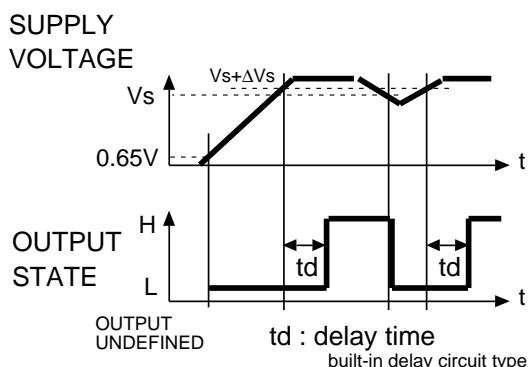 SUPPLY
VOLTAGE
Vs+ΔVs
Vs
0.65V
t
H
OUTPUT
STATE
td
td
L
t
OUTPUT
UNDEFINED
td : delay time
built-in delay circuit type